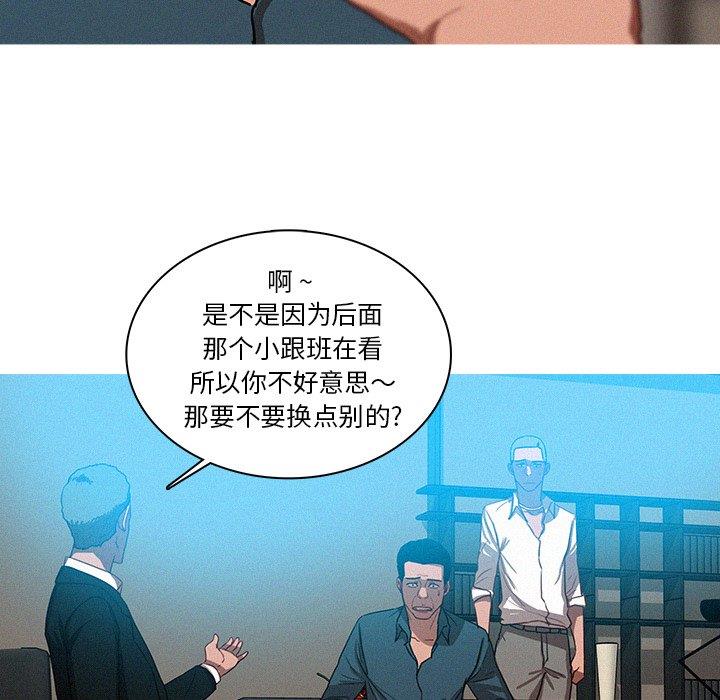 啊~
是不是因为后面
那个小跟班在看
所以你不好意思～
那要不要换点别的?